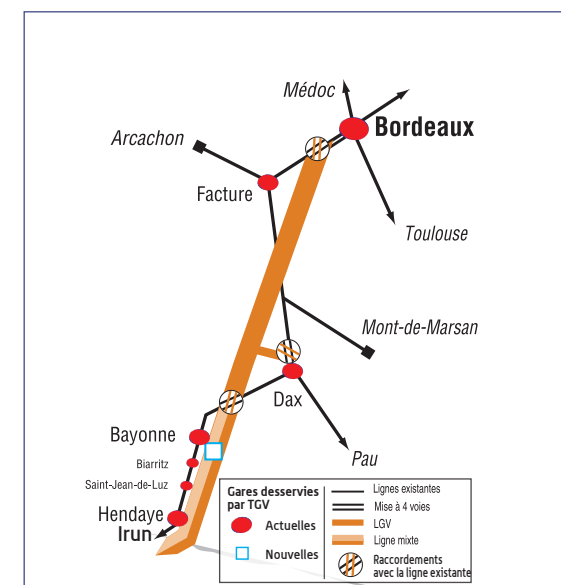 Médoc
Bordeaux
Arcachon
Facture
Toulouse
Mont-de-Marsan
Dax
Bayonne
Pau
Biarritz
Saint-Jean-de-Luz
Hendaye
Irun
Gares desservies
par TGV
Actuelles
Nouvelles
Lignes existantes
Mise à 4 voies
LGV
Ligne mixte
Raccordements
avec la ligne existante